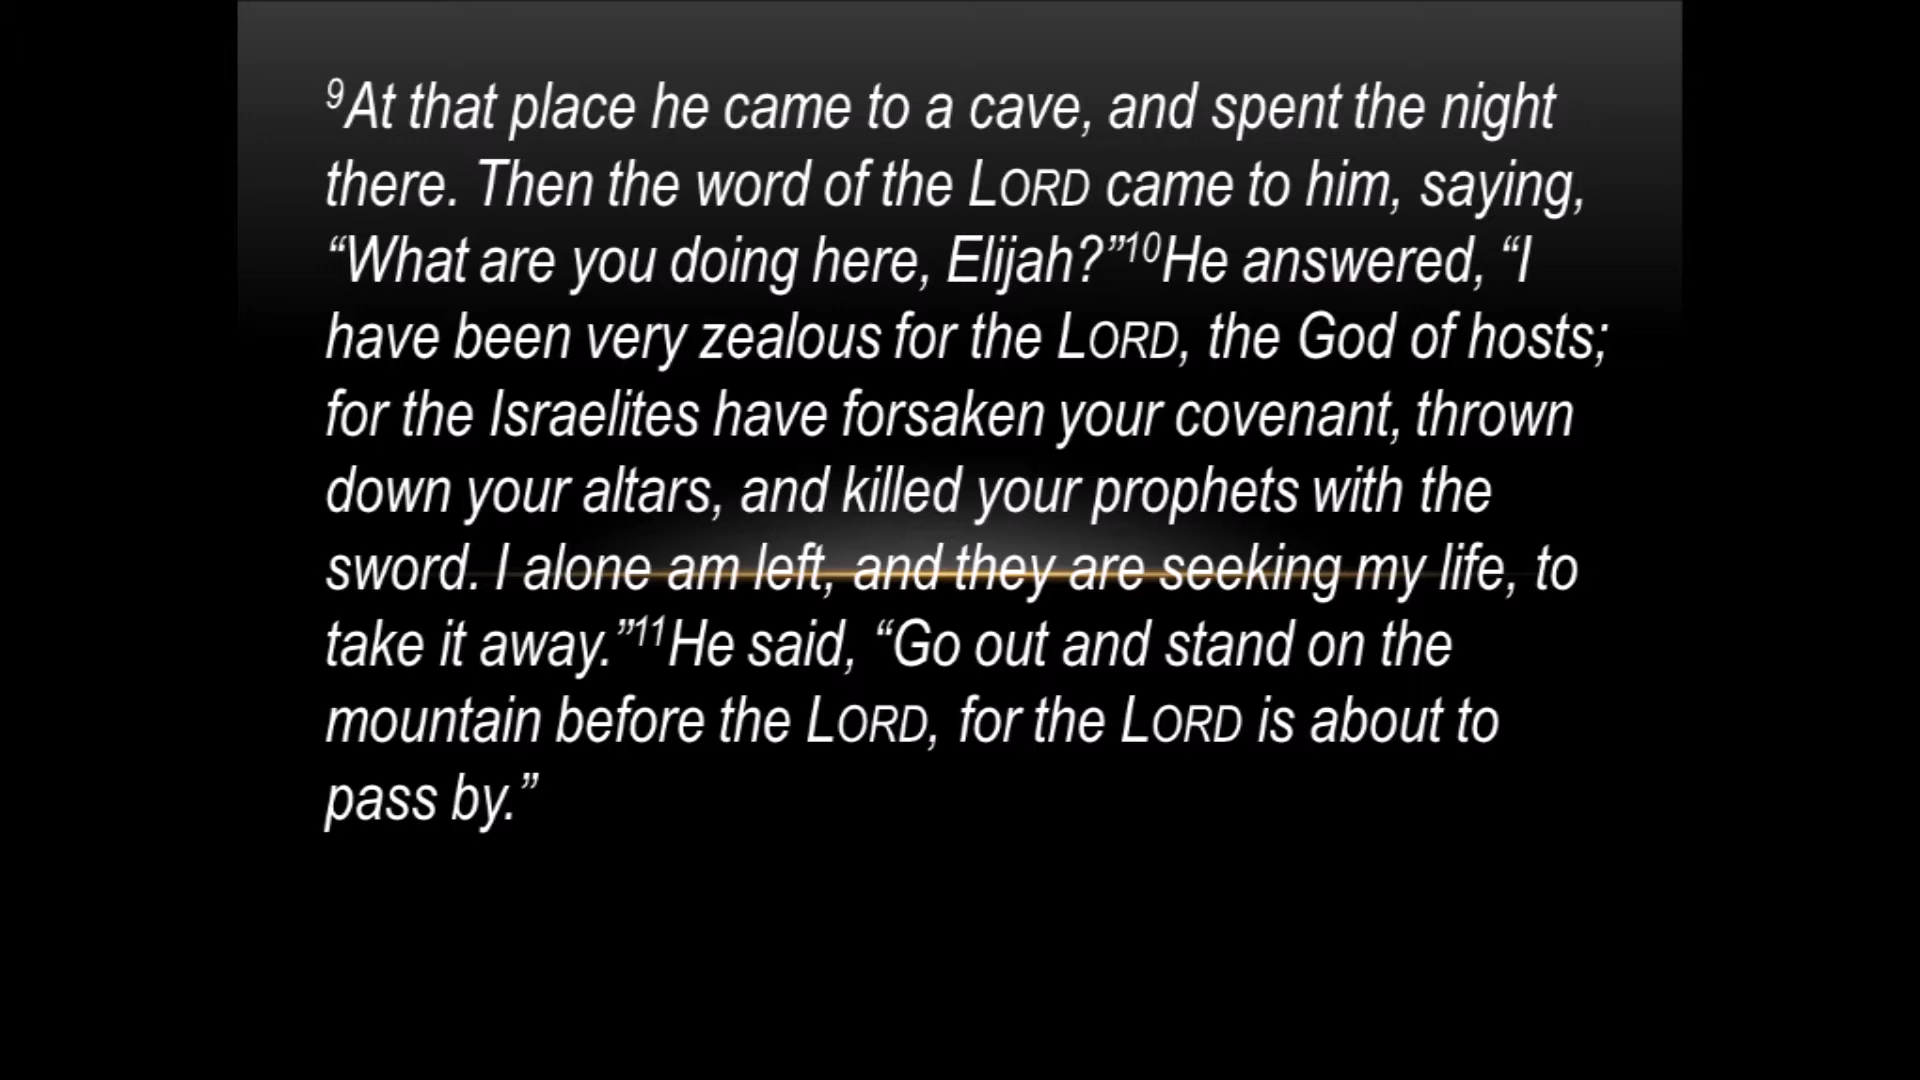 ⁹At that place he came to a cave, and spent the night
there. Then the word of the LORD came to him, saying,
“What are you doing here, Elijah?”¹⁰He answered, “I
have been very zealous for the LORD, the God of hosts;
for the Israelites have forsaken your covenant, thrown
down your altars, and killed your prophets with the
sword. I alone am left, and they are seeking my life, to
take it away.”¹¹He said, “Go out and stand on the
mountain before the LORD, for the LORD is about to
pass by.”